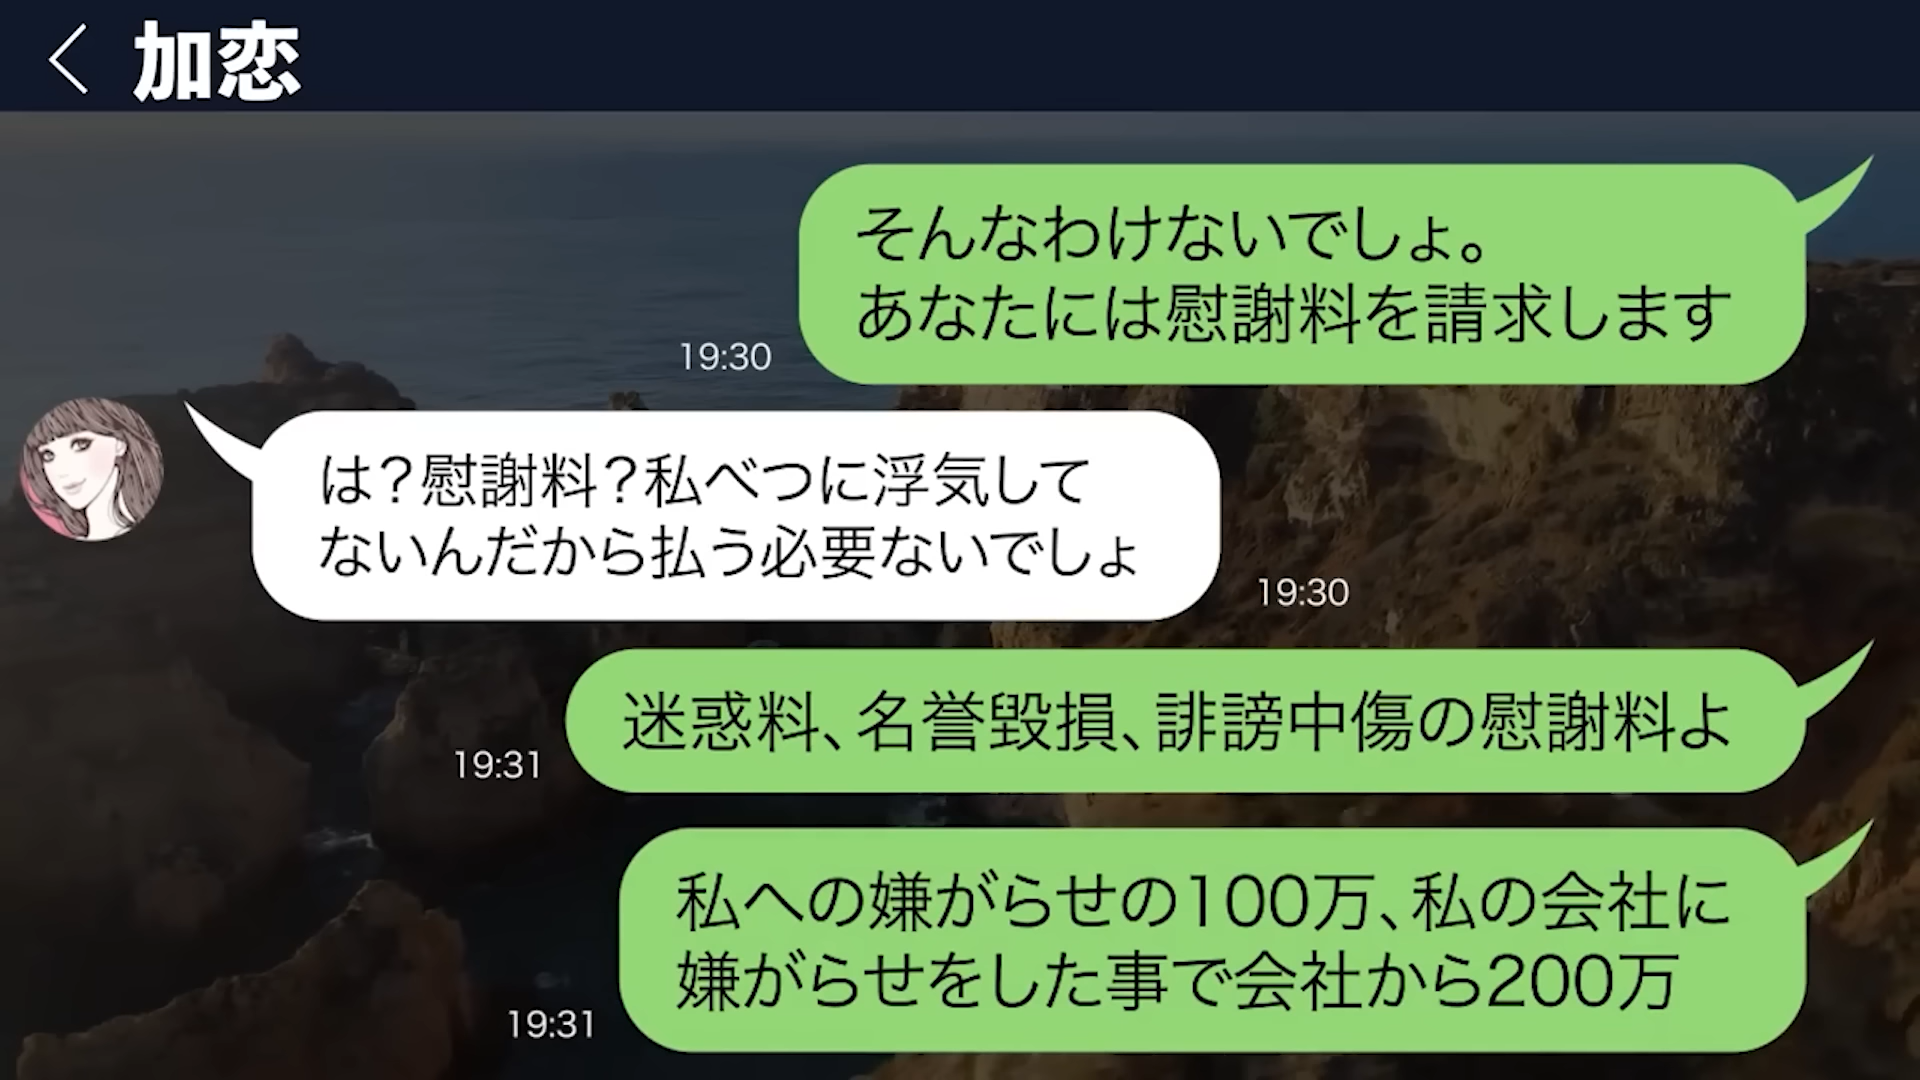 加恋
そんなわけないでしょ。
あなたには慰謝料を請求します
19:30
は？慰謝料？私べつに浮気して
ないんだから払う必要ないでしょ
19:30
迷惑料、名誉毀損、誹謗中傷の慰謝料よ
19:31
私への嫌がらせの100万、私の会社に
嫌がらせをした事で会社から200万
19:31